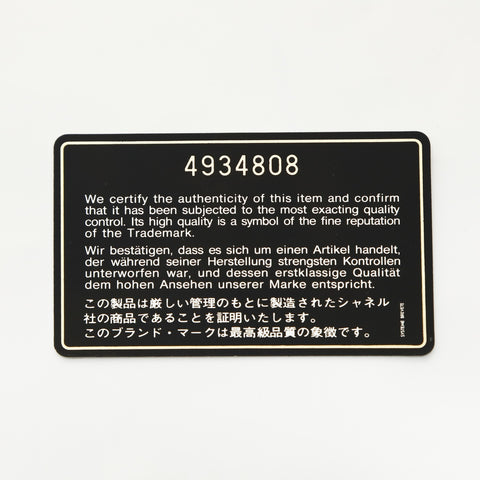 4934808
We certify the authenticity of this item and confirm
that it has been subjected to the most exacting quality
control. Its high quality is a symbol of the fine reputation
of the Trademark.
Wir bestätigen, dass es sich um einen Artikel handelt,
der während seiner Herstellung strengsten Kontrollen
unterworfen war, und dessen erstklassige Qualität
dem hohen Ansehen unserer Marke entspricht.
この製品は厳しい管理のもとに製造されたシャネル
社の商品であることを証明いたします。
このブランド・マークは最高級品質の象徴です。